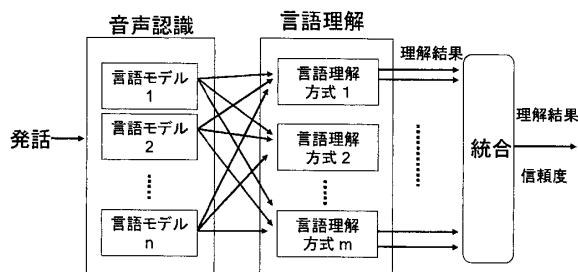 音声認識
言語理解
言語モデル
1
言語モデル
2
言語モデル
n
発話
言語理解
方式 1
言語理解
方式 2
言語理解
方式 m
理解結果
統合
理解結果
信頼度